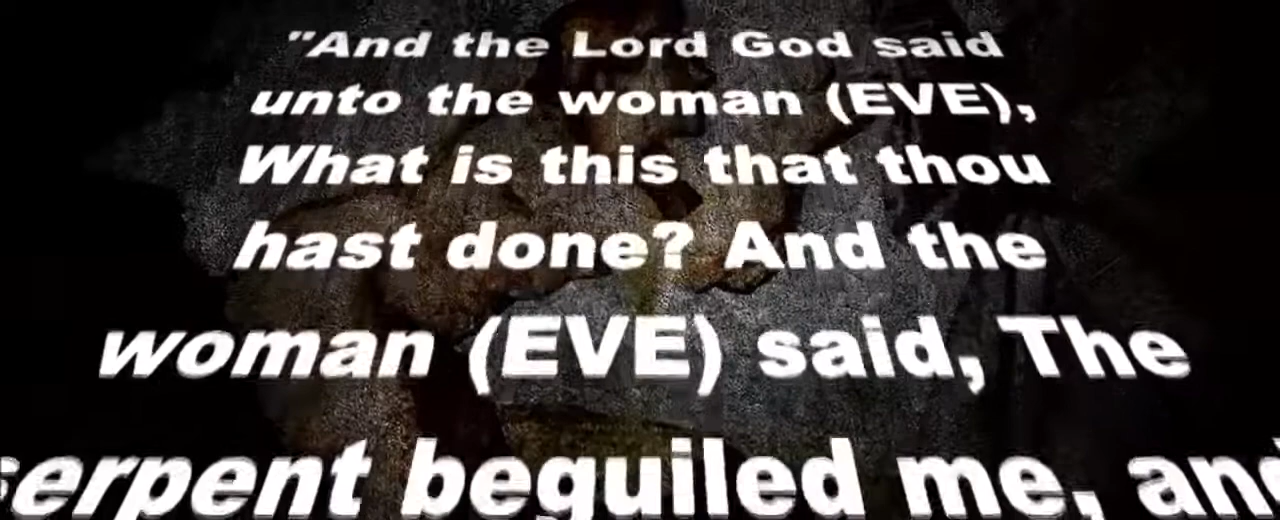 "And the Lord God said
unto the woman (EVE),
What is this that thou
hast done? And the
woman (EVE) said, The
serpent beguiled me, and